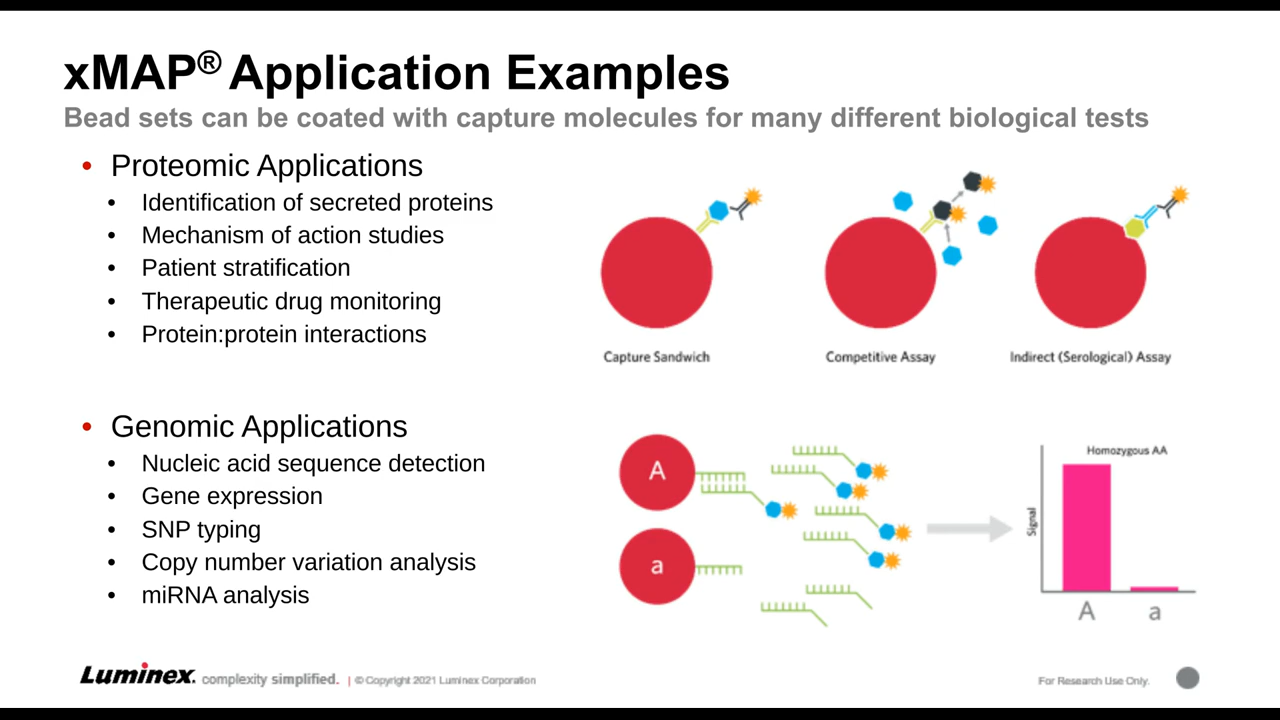 xMAP® Application Examples
Bead sets can be coated with capture molecules for many different biological tests
• Proteomic Applications
• Identification of secreted proteins
• Mechanism of action studies
• Patient stratification
• Therapeutic drug monitoring
• Protein:protein interactions
Capture Sandwich
Competitive Assay
Indirect (Serological) Assay
• Genomic Applications
• Nucleic acid sequence detection
• Gene expression
• SNP typing
• Copy number variation analysis
• miRNA analysis
A
a
Homozygous AA
Signal
A
a
Luminex. complexity simplified. | © Copyright 2021 Luminex Corporation
For Research Use Only.